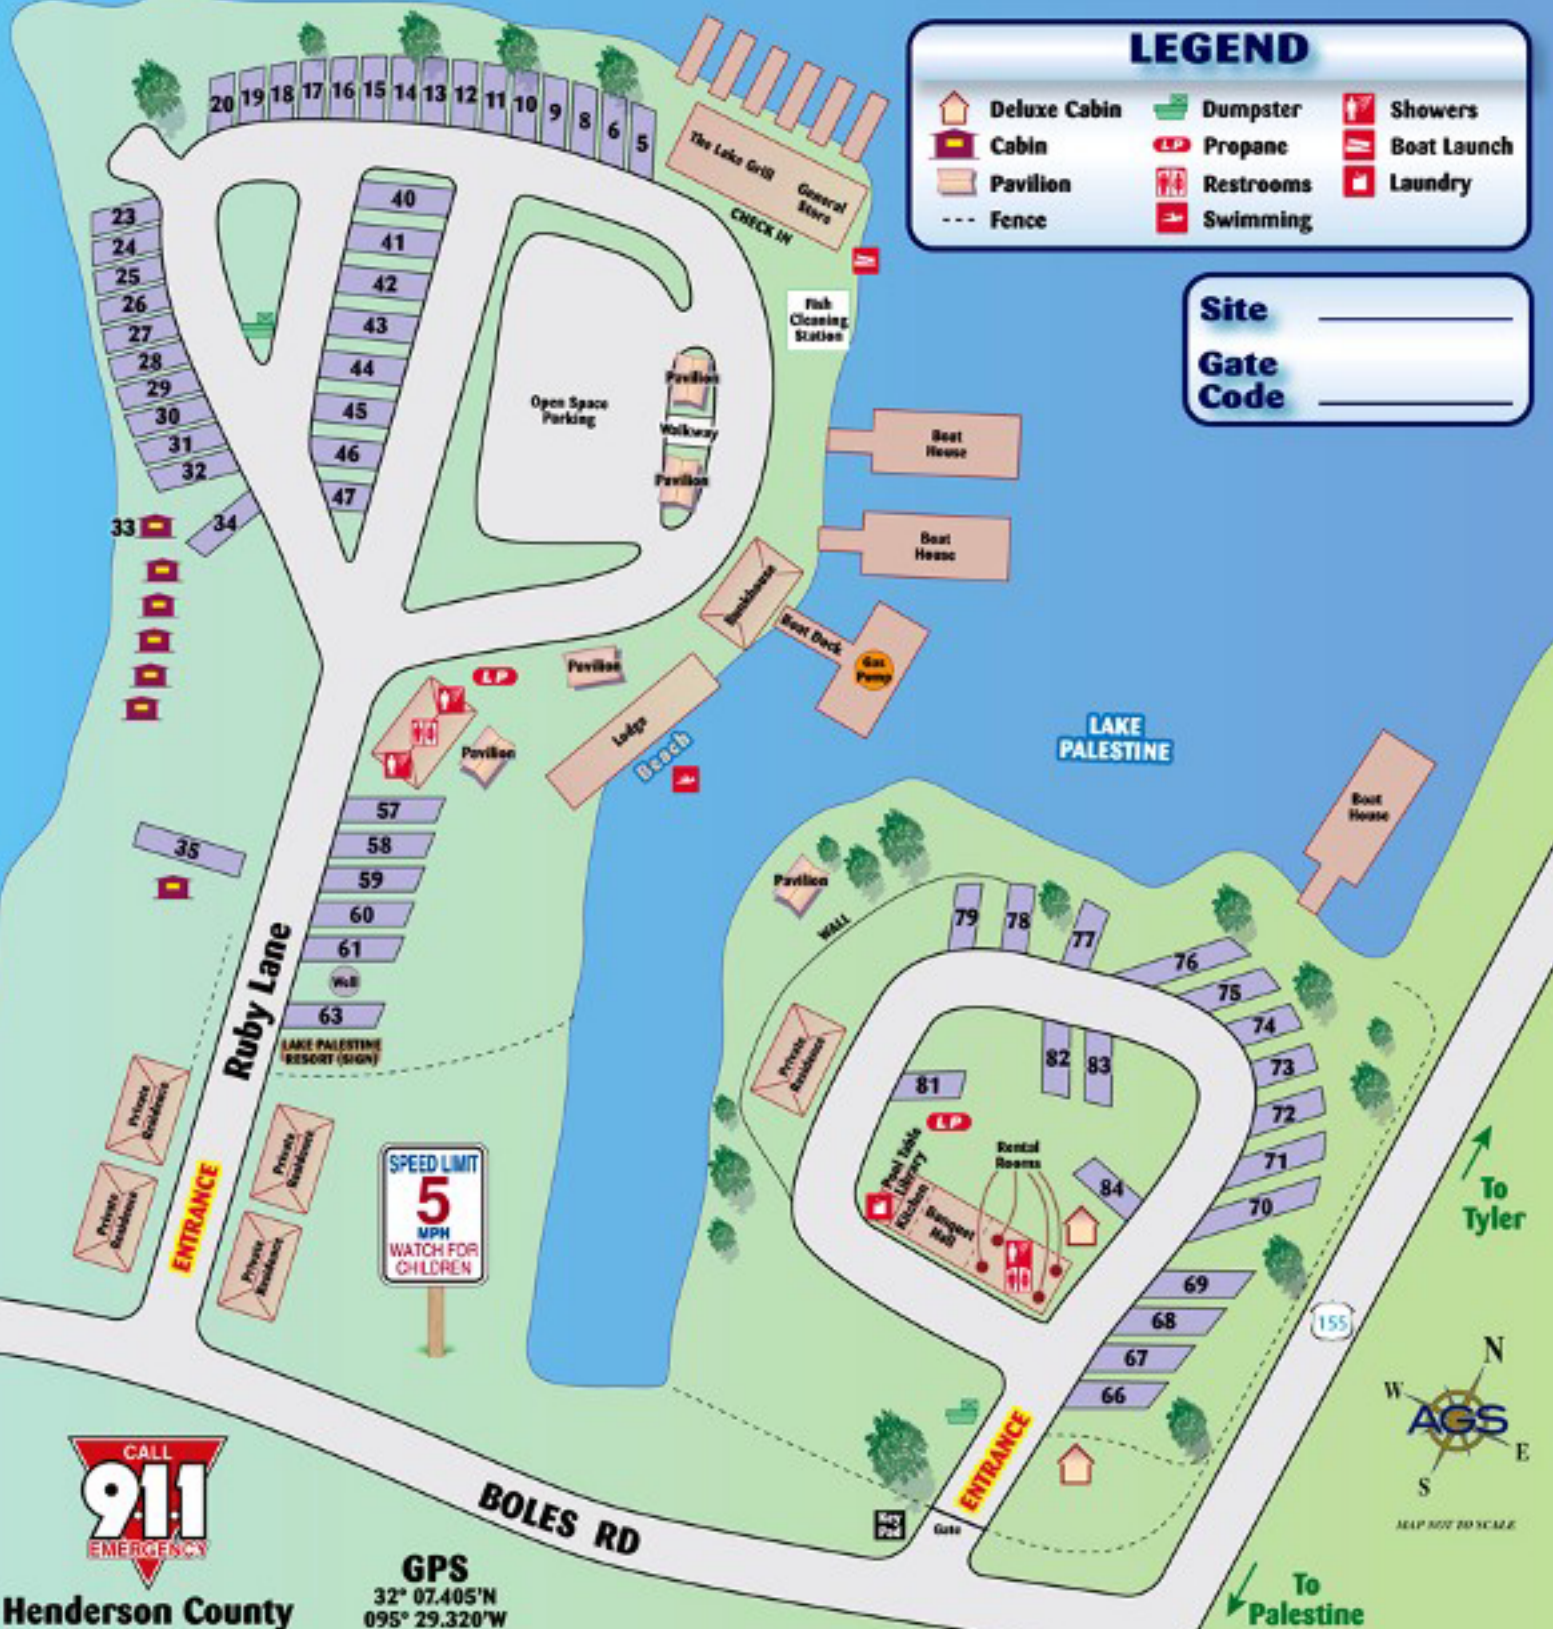 LEGEND
Deluxe Cabin
Cabin
Pavilion
Fence
Dumpster
LP Propane
Restrooms
Swimming
Showers
Boat Launch
Laundry
Site
Gate
Code
20 19 18 17 16 15 14 13 12 11 10 9 8 6 5
The Lake Grill
General
Store
CHECK IN
Fish
Cleaning
Station
23
24
25
26
27
28
29
30
31
32
33
34
40
41
42
43
44
45
46
47
Open Space
Parking
Pavilion
Walkway
Pavilion
Boat
House
Boat
House
Bunkhouse
Boat Dock
Gas
Pump
LP
Pavilion
Lodge
Beach
Pavilion
LAKE
PALESTINE
Boat
House
35
57
58
59
60
61
Well
63
LAKE PALESTINE
RESORT (SIGN)
Ruby Lane
Private
Residence
Private
Residence
Private
Residence
Private
Residence
ENTRANCE
SPEED LIMIT
5
MPH
WATCH FOR
CHILDREN
Pavilion
WALL
79
78
77
76
75
74
73
72
71
70
69
68
67
66
Private
Residence
81
82
83
84
LP
Pool Table
Library
Kitchen
Banquet
Hall
Rental
Rooms
ENTRANCE
Key
Pad
Gate
BOLES RD
155
To
Tyler
To
Palestine
N
W
E
S
AGS
MAP NOT TO SCALE
CALL
911
EMERGENCY
Henderson County
GPS
32° 07.405'N
095° 29.320'W